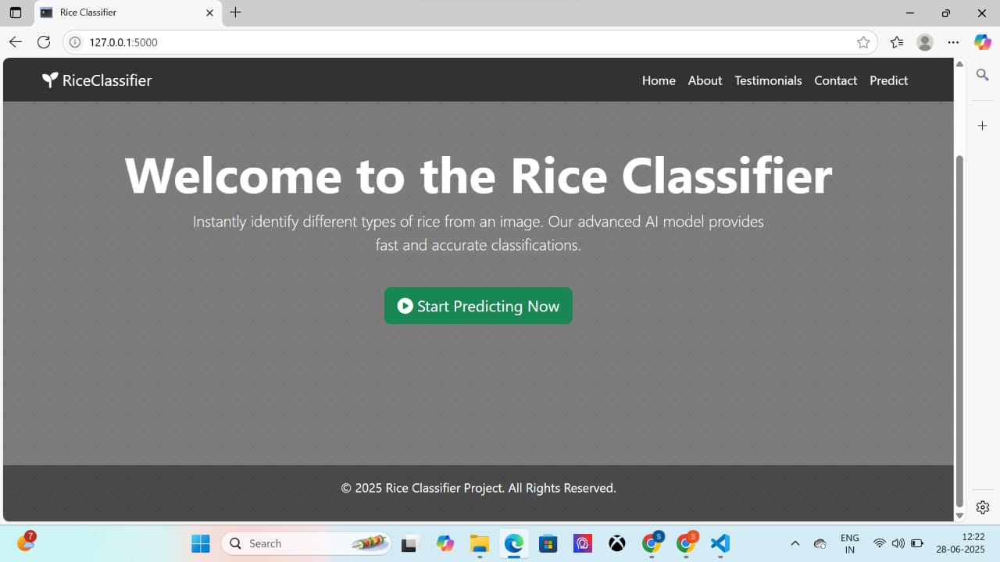 Rice Classifier
127.0.0.1:5000
RiceClassifier
Home About Testimonials Contact Predict
Welcome to the Rice Classifier
Instantly identify different types of rice from an image. Our advanced AI model provides
fast and accurate classifications.
Start Predicting Now
© 2025 Rice Classifier Project. All Rights Reserved.
7
Search
S
S
ENG
IN
12:22
28-06-2025